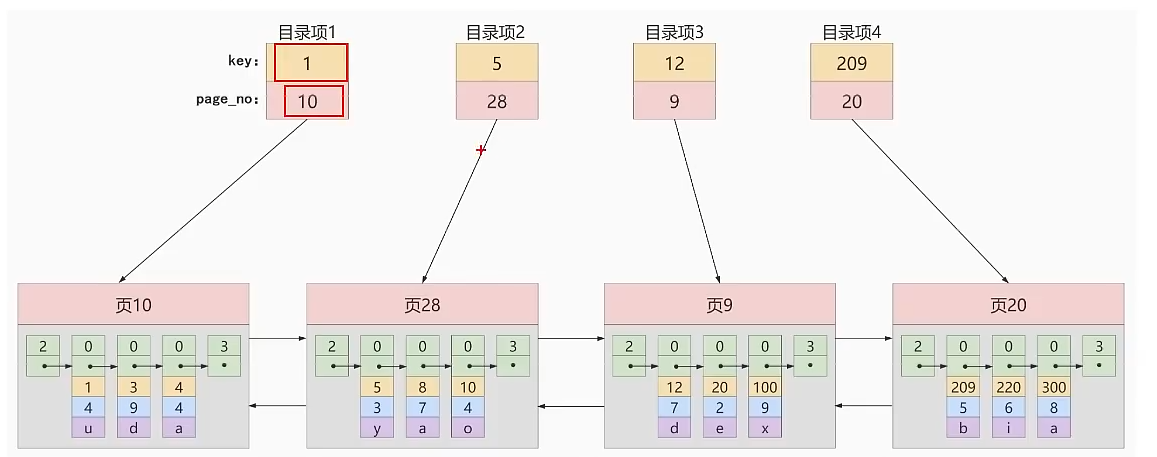 目录项1 目录项2 目录项3 目录项4
key: 1 5 12 209
page_no: 10 28 9 20
页10 页28 页9 页20
2 0 0 0 3 2 0 0 0 3 2 0 0 0 3 2 0 0 0 3
1 3 4 5 8 10 12 20 100 209 220 300
4 9 4 3 7 4 7 2 9 5 6 8
u d a y a o d e x b i a